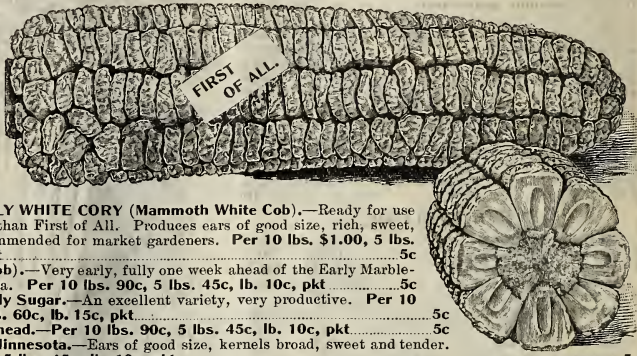 FIRST
OF ALL.
LY WHITE CORY (Mammoth White Cob).—Ready for use
than First of All. Produces ears of good size, rich, sweet,
mmended for market gardeners. Per 10 lbs. $1.00, 5 lbs.
5c
ob).—Very early, fully one week ahead of the Early Marble-
a. Per 10 lbs. 90c, 5 lbs. 45c, lb. 10c, pkt..............5c
ly Sugar.—An excellent variety, very productive. Per 10
. 60c, lb. 15c, pkt..............5c
head.—Per 10 lbs. 90c, 5 lbs. 45c, lb. 10c, pkt..............5c
Minnesota.—Ears of good size, kernels broad, sweet and tender.